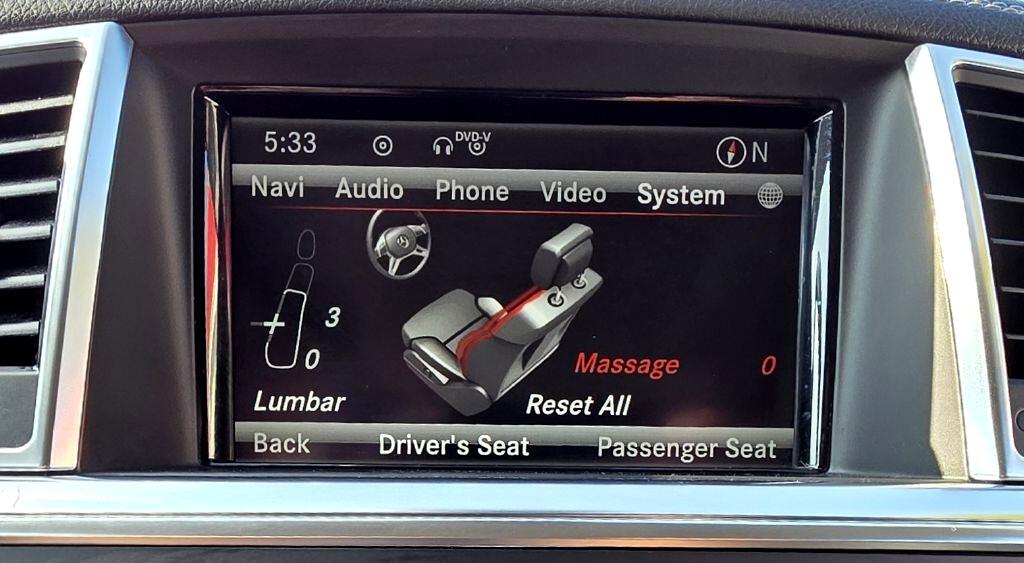 5:33 DVD-V N
Navi Audio Phone Video System
3
0
Massage 0
Lumbar Reset All
Back Driver's Seat Passenger Seat